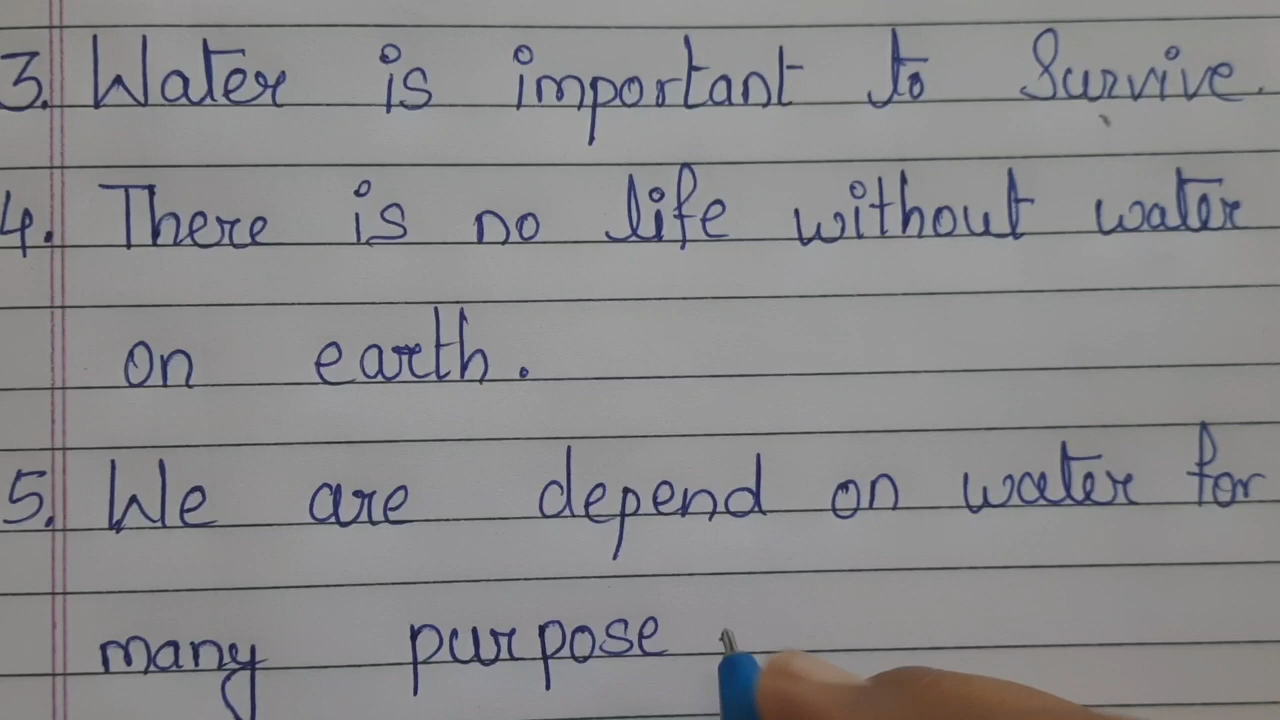 3. Water is important to Survive.
4. There is no life without water
on earth.
5. We are depend on water for
many purpose